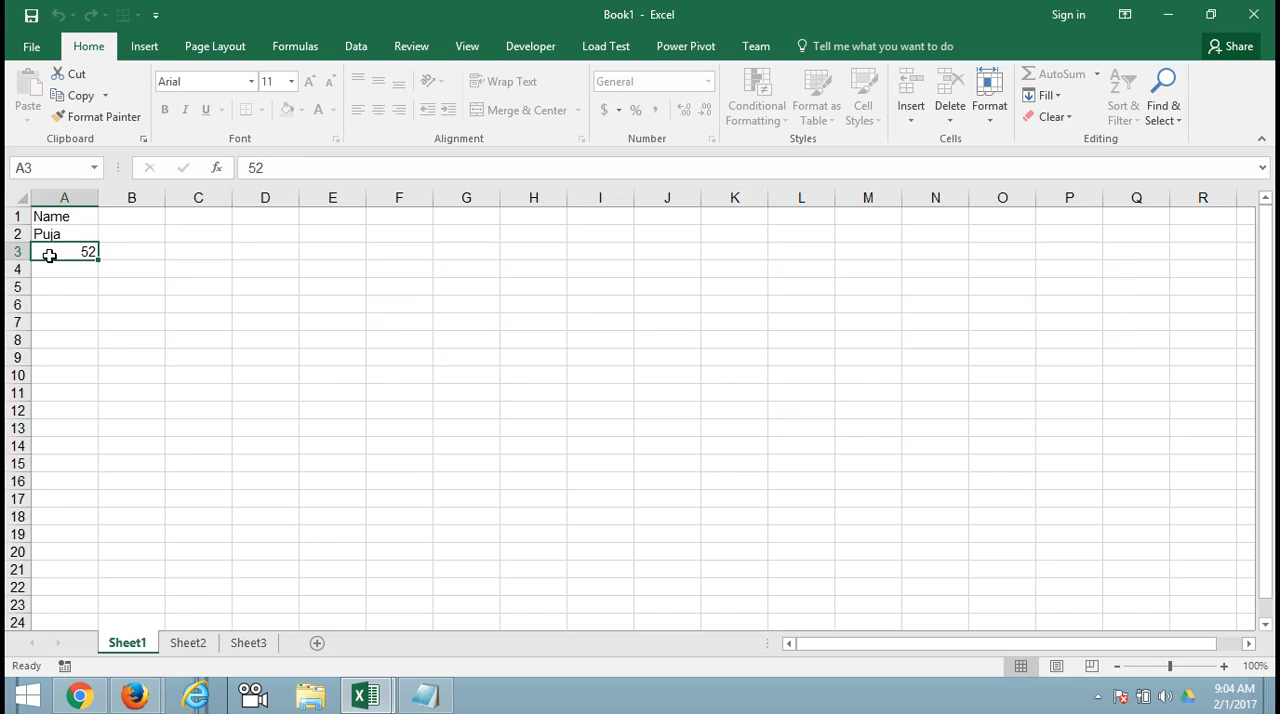 Book1 - Excel
Sign in
File Home Insert Page Layout Formulas Data Review View Developer Load Test Power Pivot Team Tell me what you want to do Share
Paste
Cut
Copy
Format Painter
Clipboard
Arial 11
B I U
Font
Wrap Text
Merge & Center
Alignment
General
$ % ,
Number
Conditional Formatting
Format as Table
Cell Styles
Styles
Insert
Delete
Format
Cells
AutoSum
Fill
Clear
Sort & Filter
Find & Select
Editing
A3 fx 52
A B C D E F G H I J K L M N O P Q R
1 Name
2 Puja
3 52
4
5
6
7
8
9
10
11
12
13
14
15
16
17
18
19
20
21
22
23
24
Sheet1 Sheet2 Sheet3
Ready 100%
9:04 AM
2/1/2017